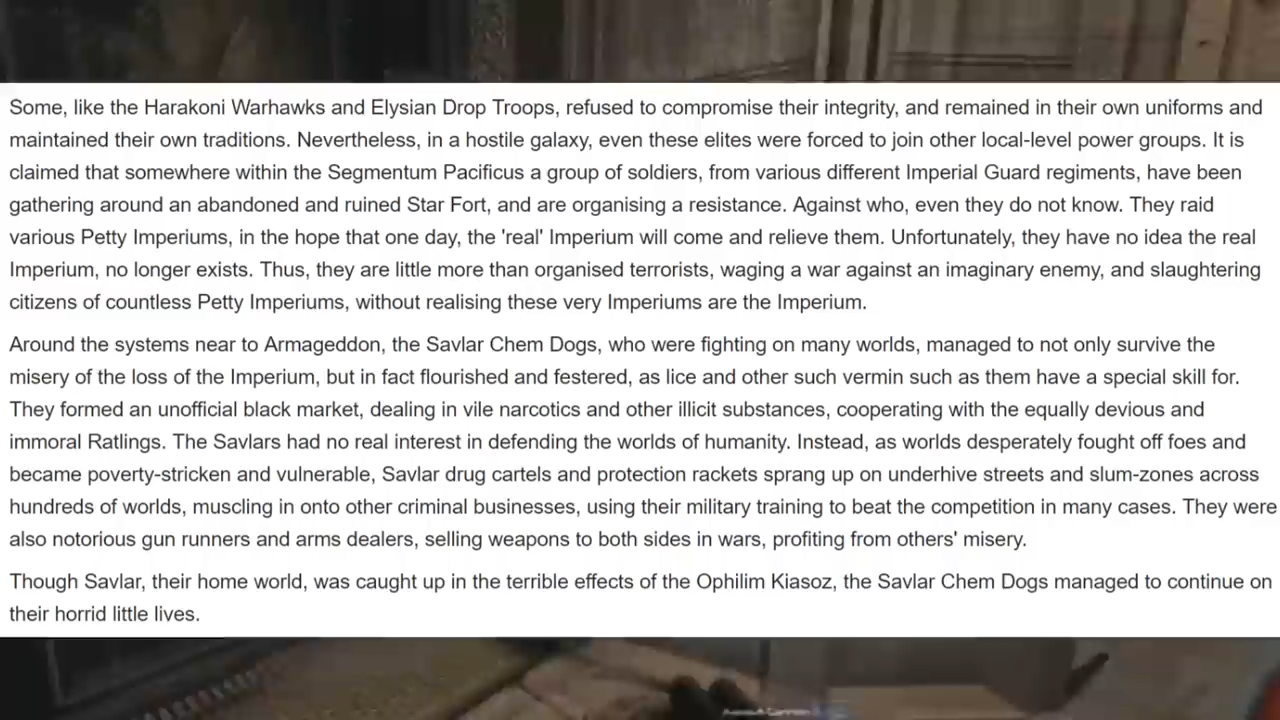 Some, like the Harakoni Warhawks and Elysian Drop Troops, refused to compromise their integrity, and remained in their own uniforms and
maintained their own traditions. Nevertheless, in a hostile galaxy, even these elites were forced to join other local-level power groups. It is
claimed that somewhere within the Segmentum Pacificus a group of soldiers, from various different Imperial Guard regiments, have been
gathering around an abandoned and ruined Star Fort, and are organising a resistance. Against who, even they do not know. They raid
various Petty Imperiums, in the hope that one day, the 'real' Imperium will come and relieve them. Unfortunately, they have no idea the real
Imperium, no longer exists. Thus, they are little more than organised terrorists, waging a war against an imaginary enemy, and slaughtering
citizens of countless Petty Imperiums, without realising these very Imperiums are the Imperium.
Around the systems near to Armageddon, the Savlar Chem Dogs, who were fighting on many worlds, managed to not only survive the
misery of the loss of the Imperium, but in fact flourished and festered, as lice and other such vermin such as them have a special skill for.
They formed an unofficial black market, dealing in vile narcotics and other illicit substances, cooperating with the equally devious and
immoral Ratlings. The Savlars had no real interest in defending the worlds of humanity. Instead, as worlds desperately fought off foes and
became poverty-stricken and vulnerable, Savlar drug cartels and protection rackets sprang up on underhive streets and slum-zones across
hundreds of worlds, muscling in onto other criminal businesses, using their military training to beat the competition in many cases. They were
also notorious gun runners and arms dealers, selling weapons to both sides in wars, profiting from others' misery.
Though Savlar, their home world, was caught up in the terrible effects of the Ophilim Kiasoz, the Savlar Chem Dogs managed to continue on
their horrid little lives.